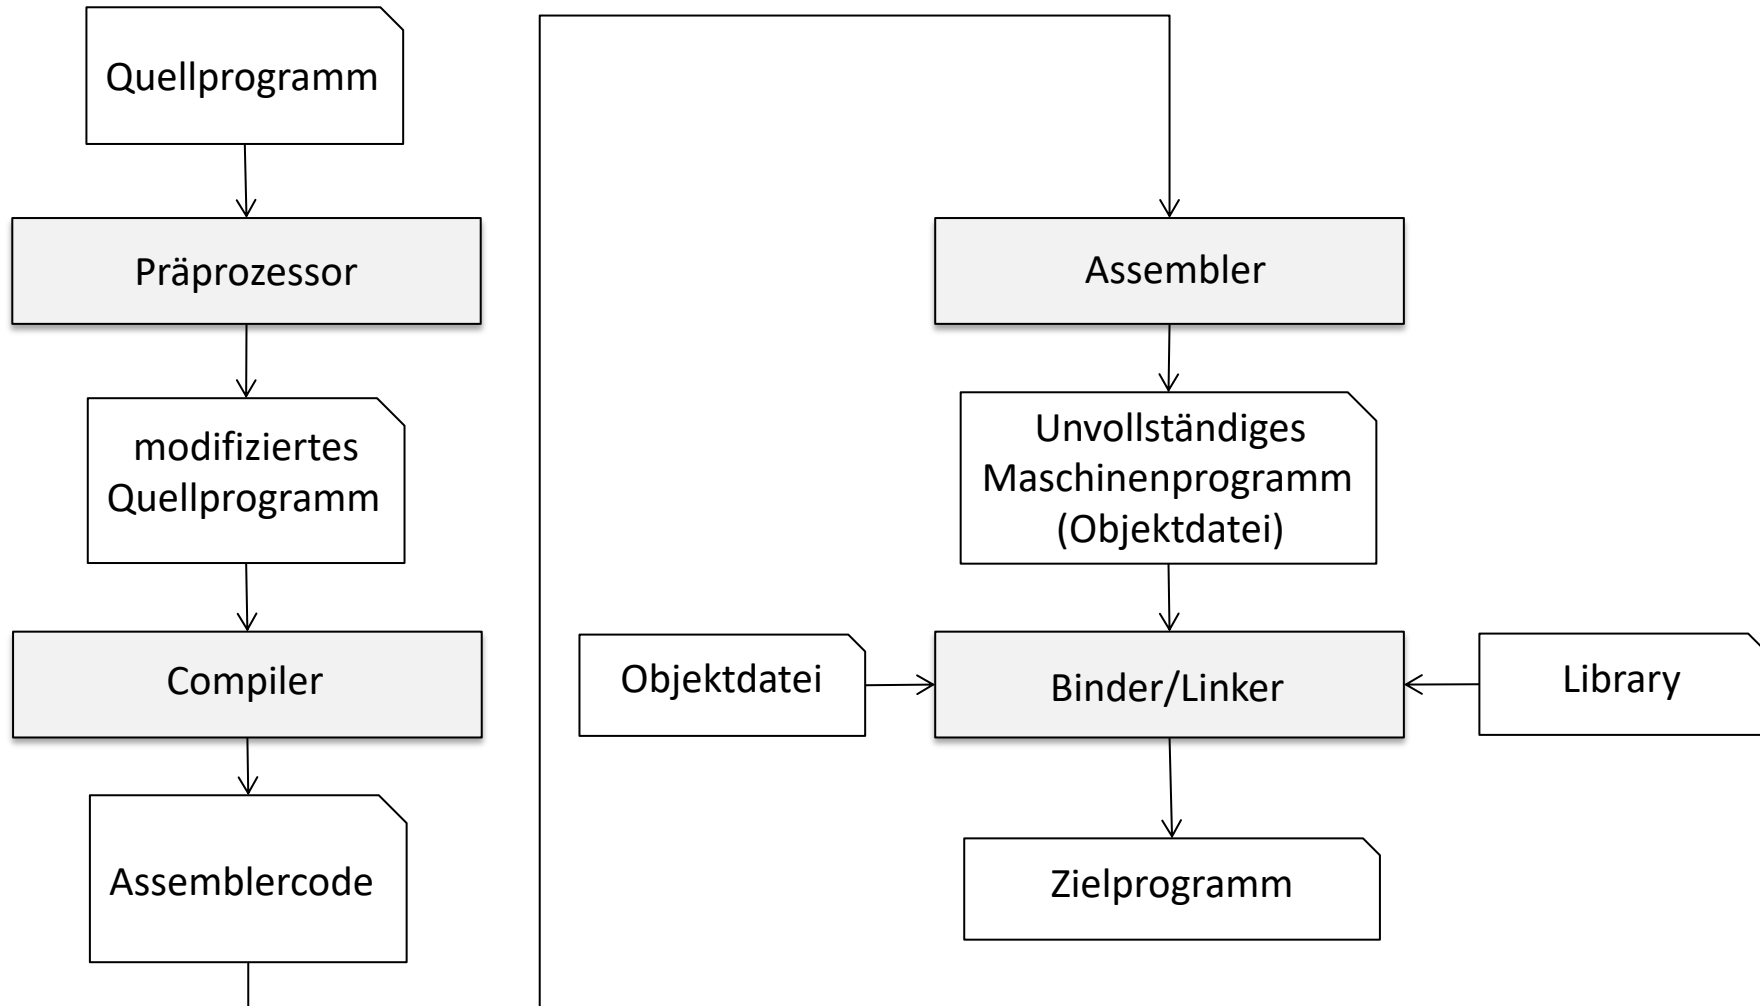 Quellprogramm
Präprozessor
modifiziertes
Quellprogramm
Compiler
Assemblercode
Assembler
Unvollständiges
Maschinenprogramm
(Objektdatei)
Objektdatei
Binder/Linker
Library
Zielprogramm